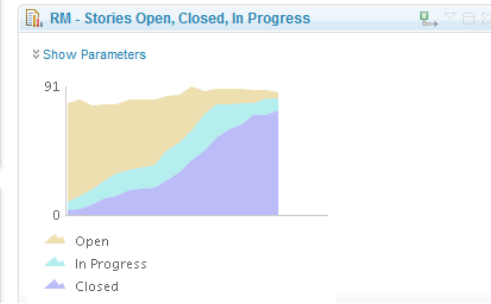 RM - Stories Open, Closed, In Progress
Show Parameters
91
0
Open
In Progress
Closed